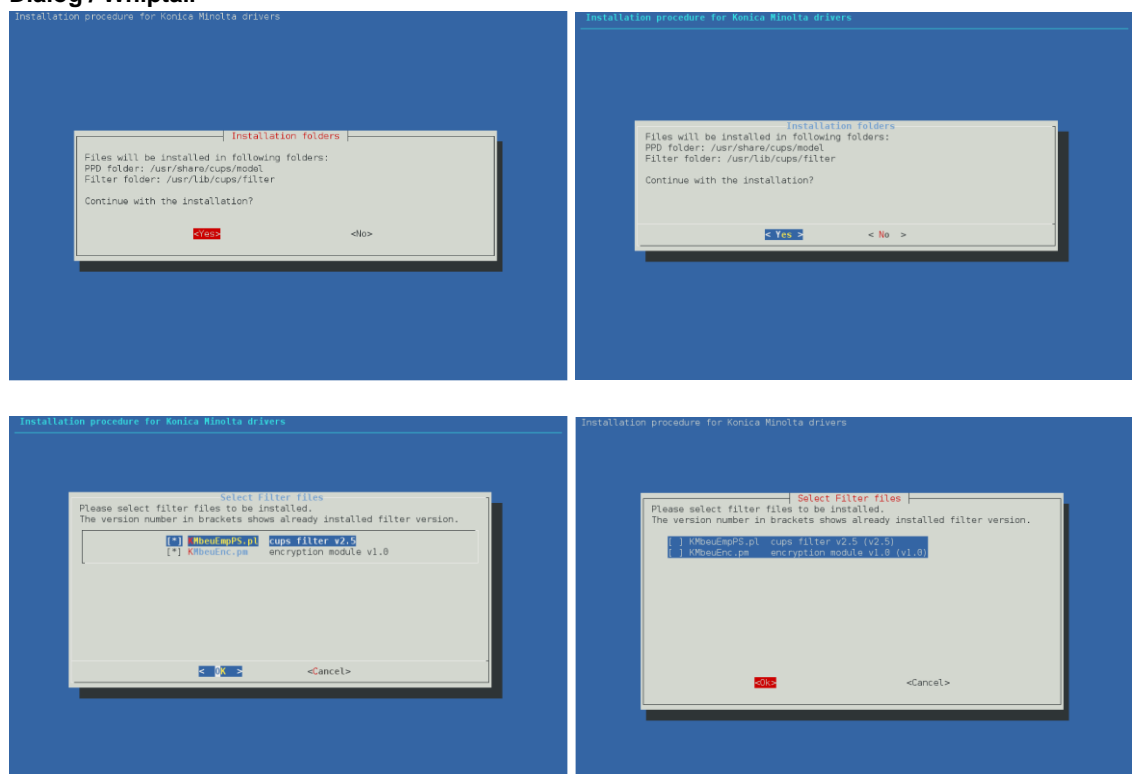 Dialog / Whiptail
Installation procedure for Konica Minolta drivers
Installation folders
Files will be installed in following folders:
PPD folder: /usr/share/cups/model
Filter folder: /usr/lib/cups/filter
Continue with the installation?
<Yes> <No>
Installation procedure for Konica Minolta drivers
Installation folders
Files will be installed in following folders:
PPD folder: /usr/share/cups/model
Filter folder: /usr/lib/cups/filter
Continue with the installation?
< Yes > < No >
Installation procedure for Konica Minolta drivers
Select Filter files
Please select filter files to be installed.
The version number in brackets shows already installed filter version.
[*] KMbeuEmpPS.pl cups filter v2.5
[*] KMbeuEnc.pm encryption module v1.0
< OK > <Cancel>
Installation procedure for Konica Minolta drivers
Select Filter files
Please select filter files to be installed.
The version number in brackets shows already installed filter version.
[ ] KMbeuEmpPS.pl cups filter v2.5 (v2.5)
[ ] KMbeuEnc.pm encryption module v1.0 (v1.0)
<Ok> <Cancel>